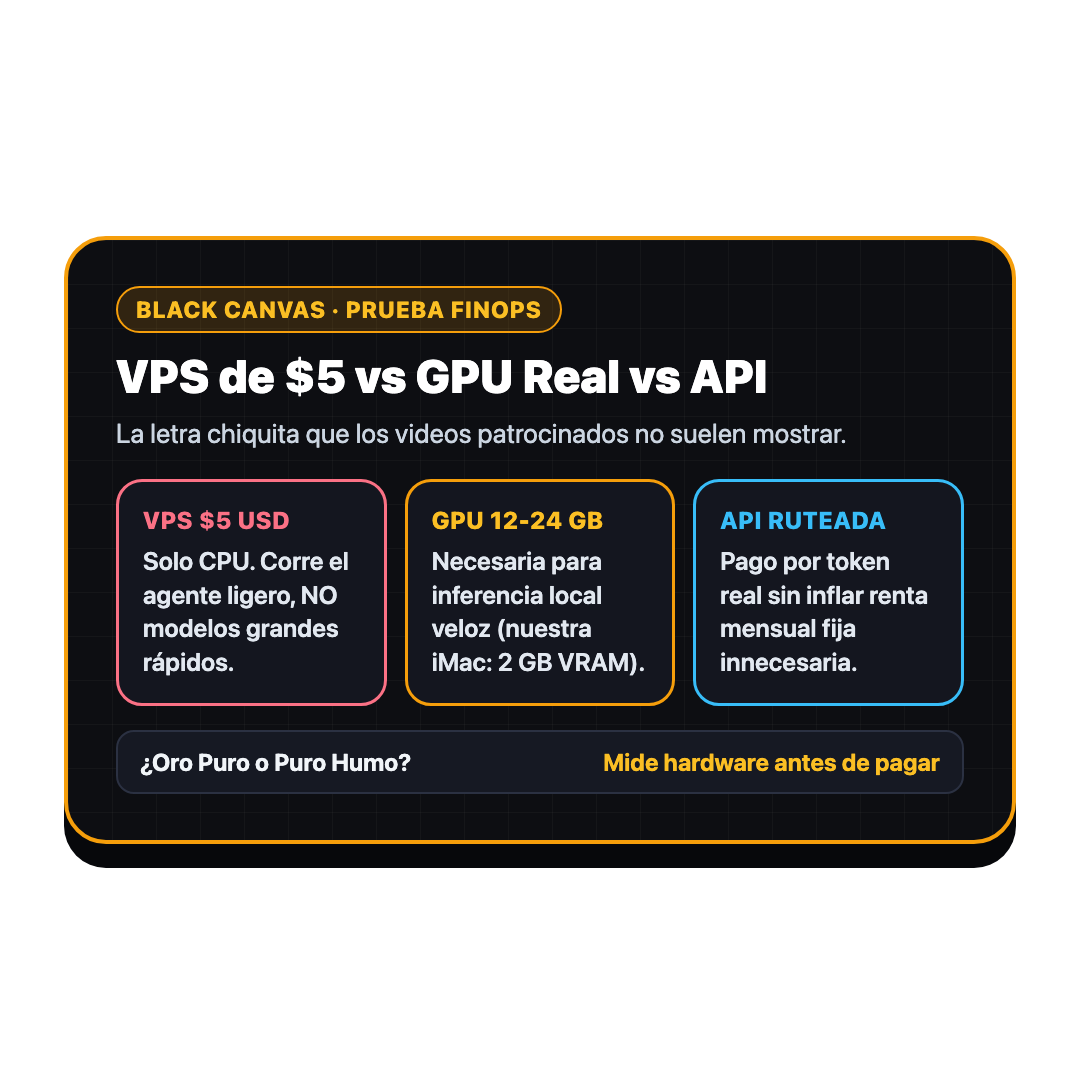 BLACK CANVAS · PRUEBA FINOPS
VPS de $5 vs GPU Real vs API
La letra chiquita que los videos patrocinados no suelen mostrar.
VPS $5 USD
Solo CPU. Corre el
agente ligero, NO
modelos grandes
rápidos.
GPU 12-24 GB
Necesaria para
inferencia local
veloz (nuestra
iMac: 2 GB VRAM).
API RUTEADA
Pago por token
real sin inflar renta
mensual fija
innecesaria.
¿Oro Puro o Puro Humo?
Mide hardware antes de pagar